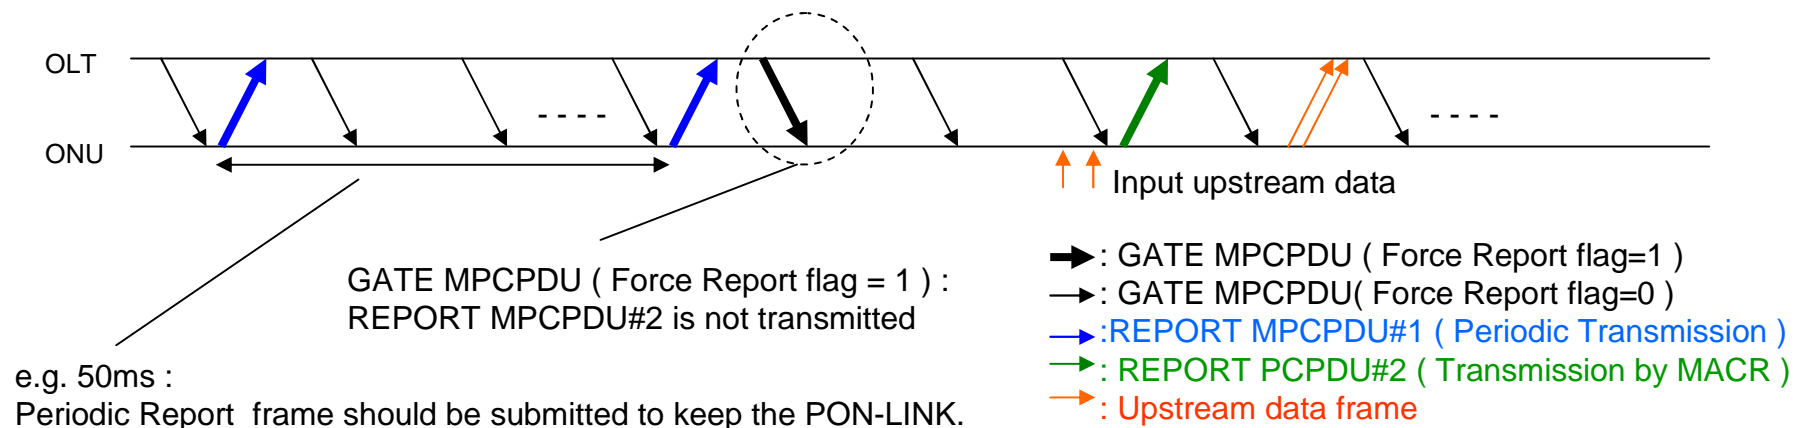 OLT
- - - -
- - - -
ONU
Input upstream data
GATE MPCPDU ( Force Report flag = 1 ) :
REPORT MPCPDU#2 is not transmitted
: GATE MPCPDU ( Force Report flag=1 )
: GATE MPCPDU( Force Report flag=0 )
:REPORT MPCPDU#1 ( Periodic Transmission )
: REPORT PCPDU#2 ( Transmission by MACR )
: Upstream data frame
e.g. 50ms :
Periodic Report frame should be submitted to keep the PON-LINK.